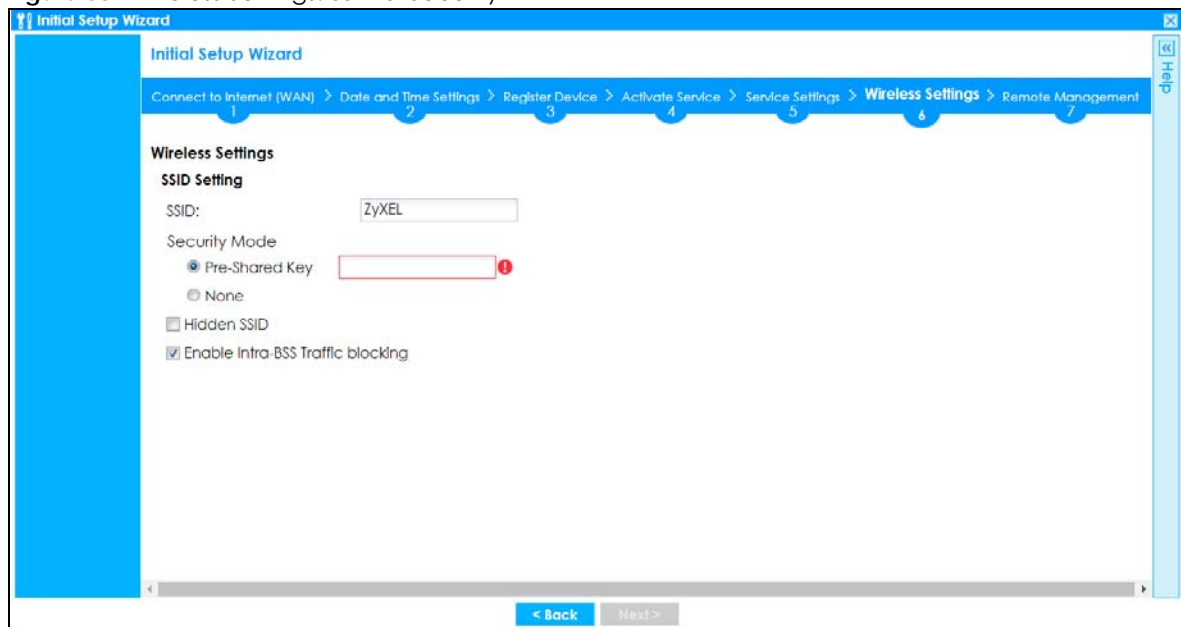 Initial Setup Wizard
Help
Initial Setup Wizard
Connect to Internet (WAN) > Date and Time Settings > Register Device > Activate Service > Service Settings > Wireless Settings > Remote Management
1 2 3 4 5 6 7
Wireless Settings
SSID Setting
SSID: ZyXEL
Security Mode
Pre-Shared Key
None
Hidden SSID
Enable Intra-BSS Traffic blocking
< Back Next >